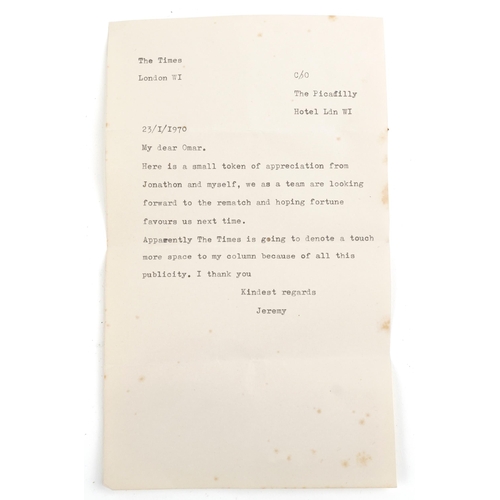 The Times
London WI
C/O
The Picafilly
Hotel Ldn WI
23/I/1970
My dear Omar.
Here is a small token of appreciation from
Jonathon and myself, we as a team are looking
forward to the rematch and hoping fortune
favours us next time.
Apparently The Times is going to denote a touch
more space to my column because of all this
publicity. I thank you
Kindest regards
Jeremy